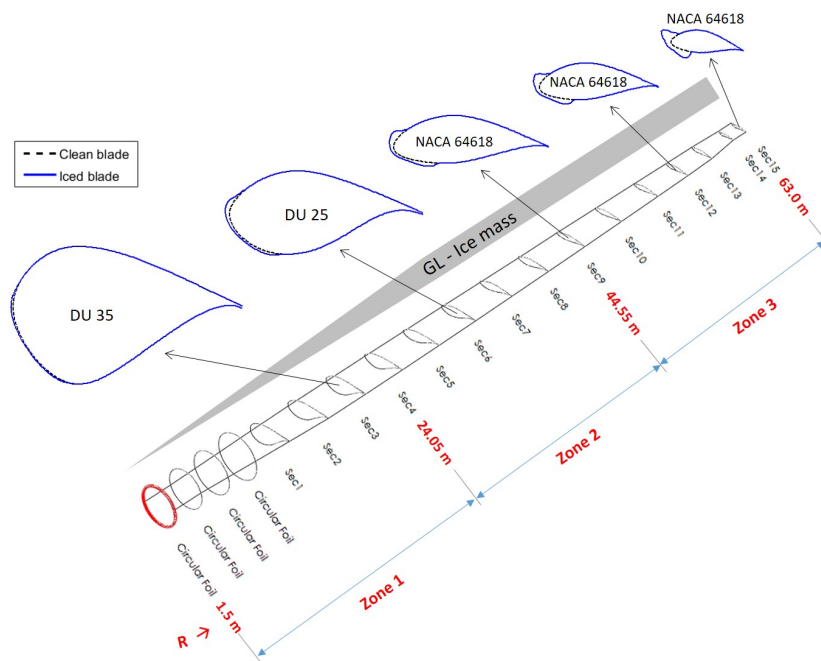 NACA 64618
NACA 64618
NACA 64618
DU 25
DU 35
Clean blade
Iced blade
GL - Ice mass
Circular Foil
Circular Foil
Circular Foil
Circular Foil
Sec1
Sec2
Sec3
Sec4
Sec5
Sec6
Sec7
Sec8
Sec9
Sec10
Sec11
Sec12
Sec13
Sec14
Sec15
R →
1.5 m
24.05 m
44.55 m
63.0 m
Zone 1
Zone 2
Zone 3